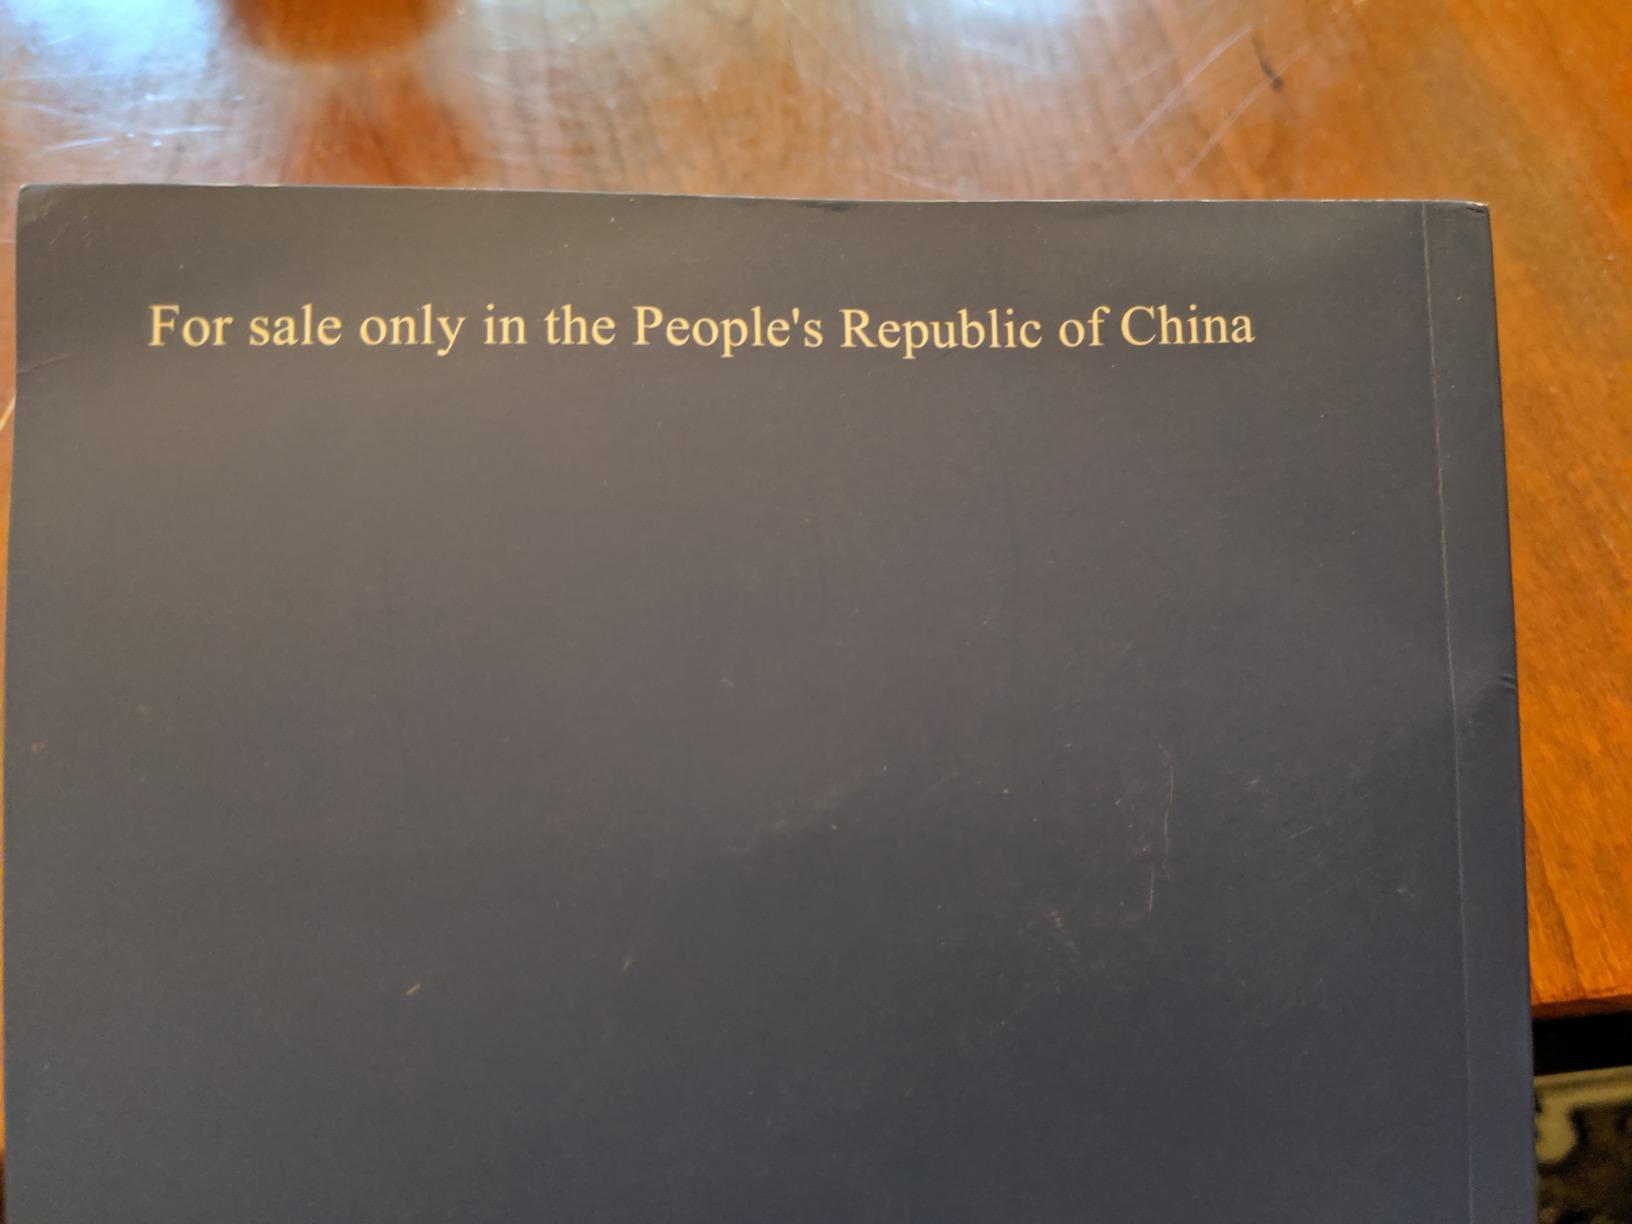 For sale only in the People's Republic of China